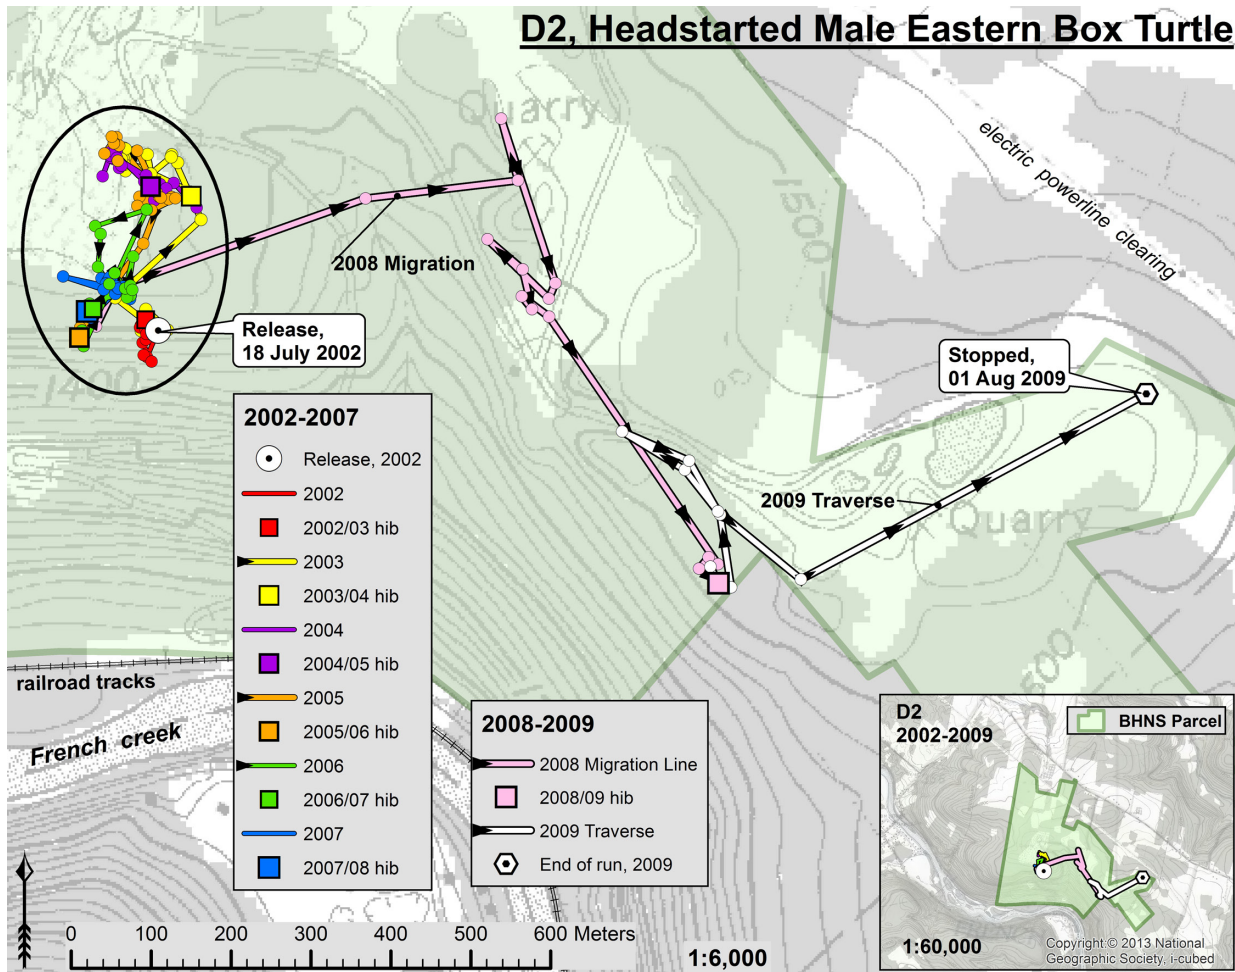 D2, Headstarted Male Eastern Box Turtle
Quarry
electric powerline clearing
1500
2008 Migration
Release,
18 July 2002
1400
Stopped,
01 Aug 2009
2009 Traverse
Quarry
2002-2007
Release, 2002
2002
2002/03 hib
2003
2003/04 hib
2004
2004/05 hib
2005
2005/06 hib
2006
2006/07 hib
2007
2007/08 hib
railroad tracks
French creek
2008-2009
2008 Migration Line
2008/09 hib
2009 Traverse
End of run, 2009
D2
2002-2009
BHNS Parcel
1:60,000
Copyright:© 2013 National
Geographic Society, i-cubed
0 100 200 300 400 500 600 Meters
1:6,000